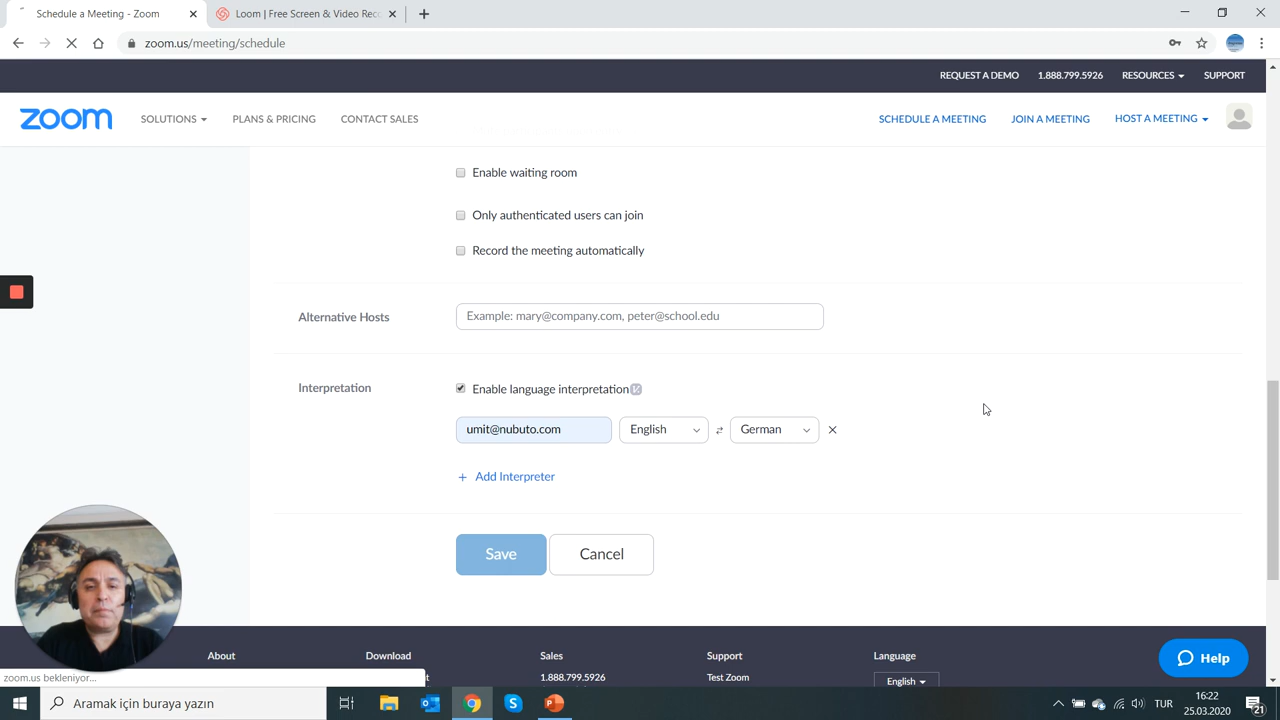 Schedule a Meeting - Zoom
Loom | Free Screen & Video Rec
zoom.us/meeting/schedule
REQUEST A DEMO 1.888.799.5926 RESOURCES SUPPORT
zoom SOLUTIONS PLANS & PRICING CONTACT SALES SCHEDULE A MEETING JOIN A MEETING HOST A MEETING
Enable waiting room
Only authenticated users can join
Record the meeting automatically
Alternative Hosts Example: mary@company.com, peter@school.edu
Interpretation Enable language interpretation
umit@nubuto.com English German
+ Add Interpreter
Save Cancel
About Download Sales Support Language
1.888.799.5926 Test Zoom English
zoom.us bekleniyor...
Help
Aramak için buraya yazın
TUR 16:22
25.03.2020 21